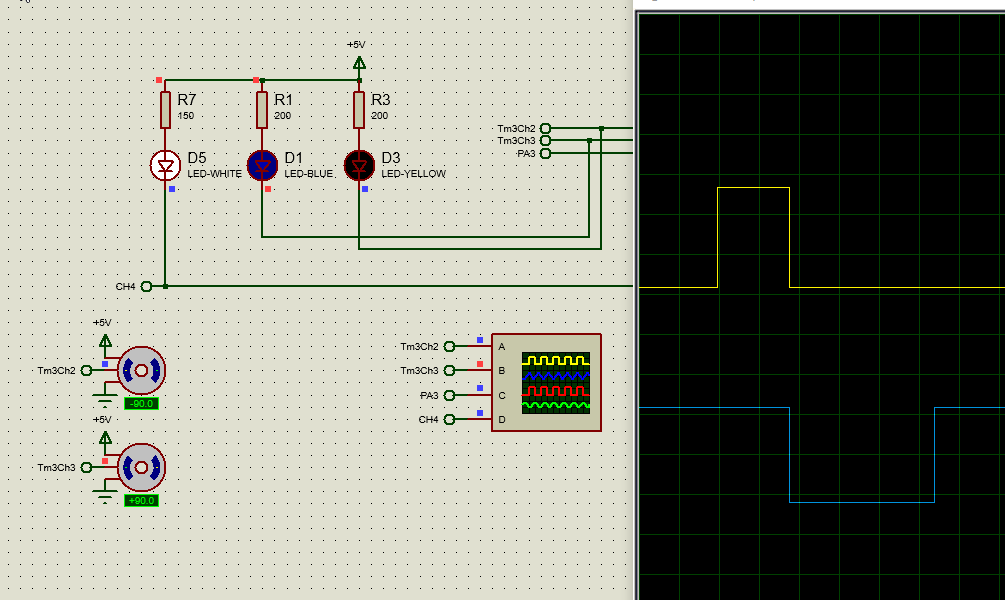 +5V
R7
150
R1
200
R3
200
Tm3Ch2
Tm3Ch3
PA3
D5
LED-WHITE
D1
LED-BLUE
D3
LED-YELLOW
CH4
+5V
Tm3Ch2
-90.0
+5V
Tm3Ch3
+90.0
Tm3Ch2
A
Tm3Ch3
B
PA3
C
CH4
D